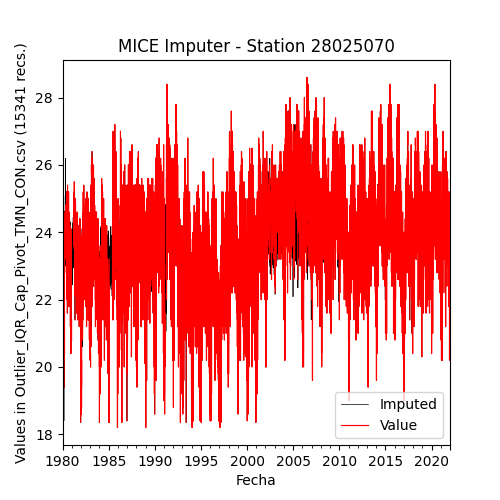 MICE Imputer - Station 28025070
Values in Outlier_IQR_Cap_Pivot_TMN_CON.csv (15341 recs.)
28
26
24
22
20
18
1980 1985 1990 1995 2000 2005 2010 2015 2020
Fecha
Imputed
Value